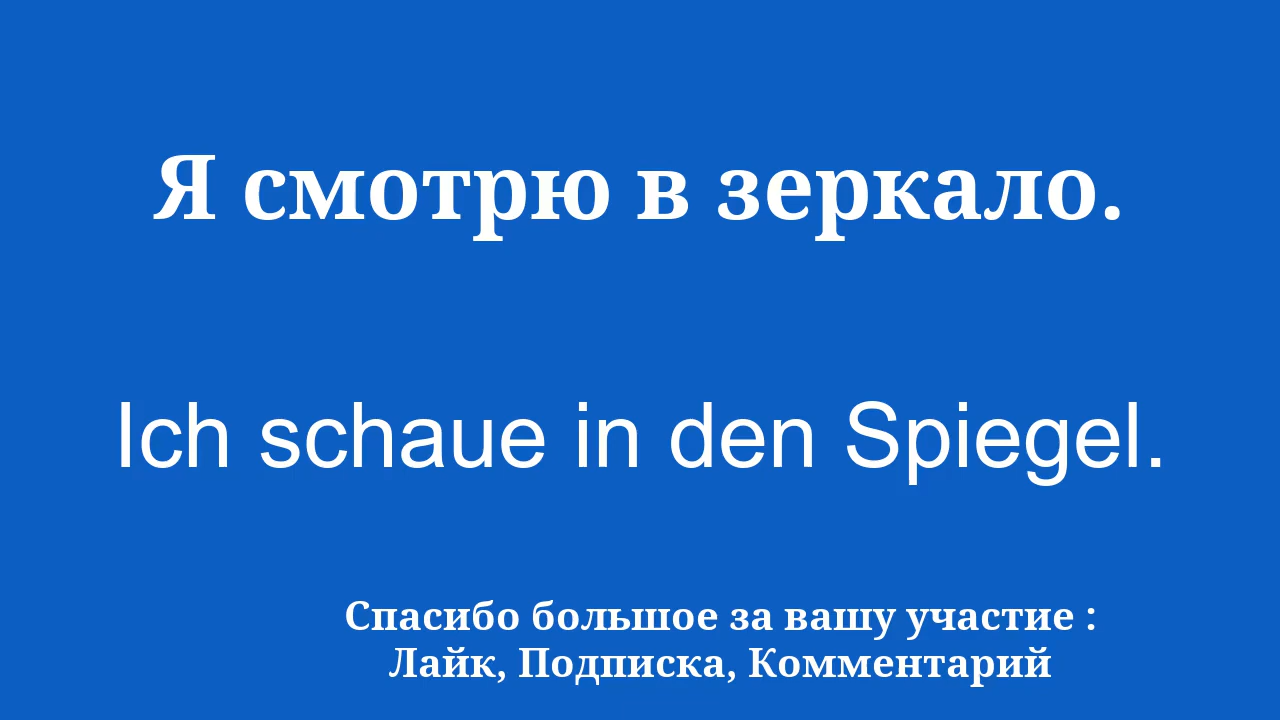 Я смотрю в зеркало.
Ich schaue in den Spiegel.
Спасибо большое за вашу участие :
Лайк, Подписка, Комментарий